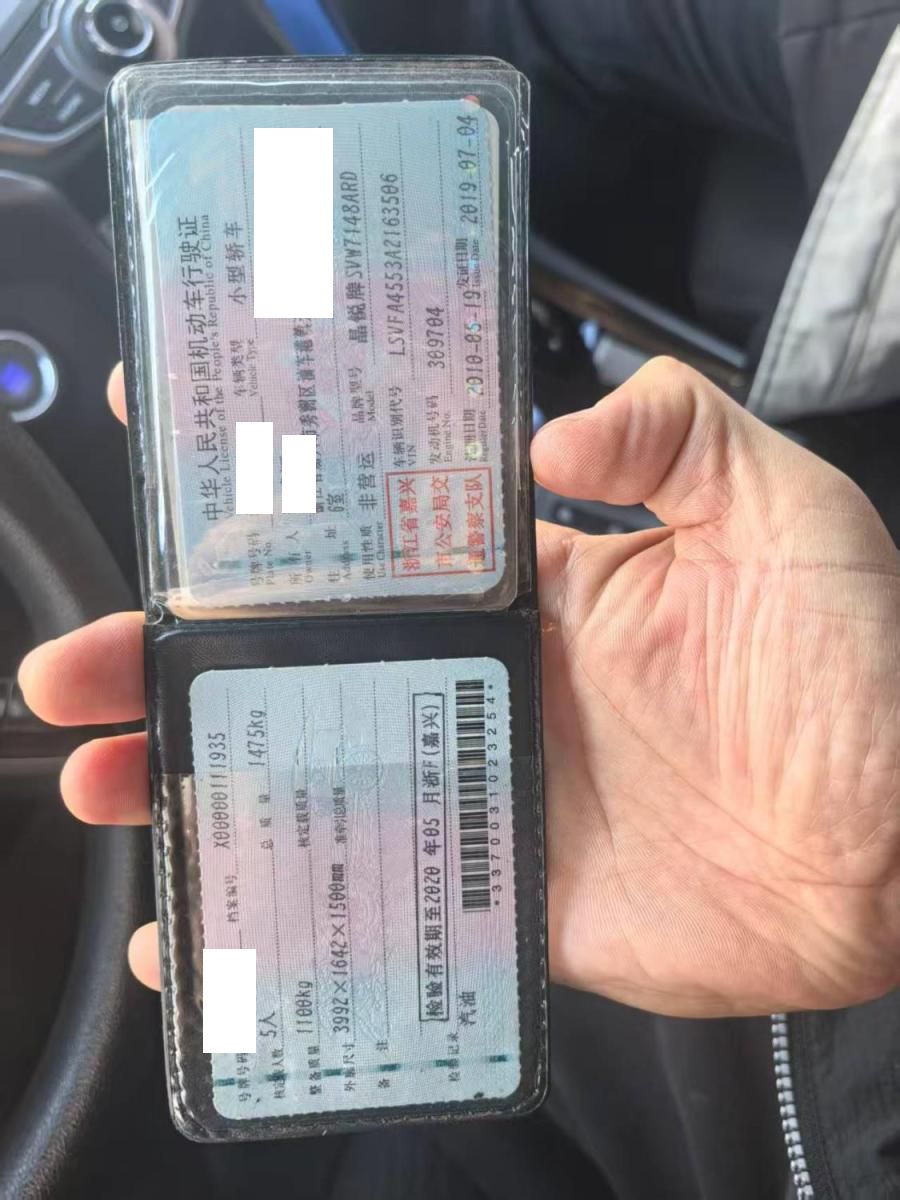 中华人民共和国机动车行驶证
Vehicle License of the People's Republic of China
号牌号码 车辆类型 小型轿车
Plate No. Vehicle Type
所有人
Owner
住址 秀洲区油车港
Address 6室
使用性质 非营运 品牌型号 晶锐牌SVW7148ARD
Use Character Model
浙江省嘉兴 车辆识别代号 LSVFA4553A2163506
VIN
市公安局交 发动机号码 309704
Engine No.
通警察支队 注册日期 2010-05-19 发证日期 2019-07-04
Register Date Issue Date
号牌号码 档案编号 X00000111935
核定载人数 5人 总质量 1475kg
整备质量 1100kg 核定载质量
外廓尺寸 3992×1642×1500mm 准牵引总质量
备注
检验有效期至2020年05月浙F(嘉兴)
检验记录 汽油
*3370031023254*